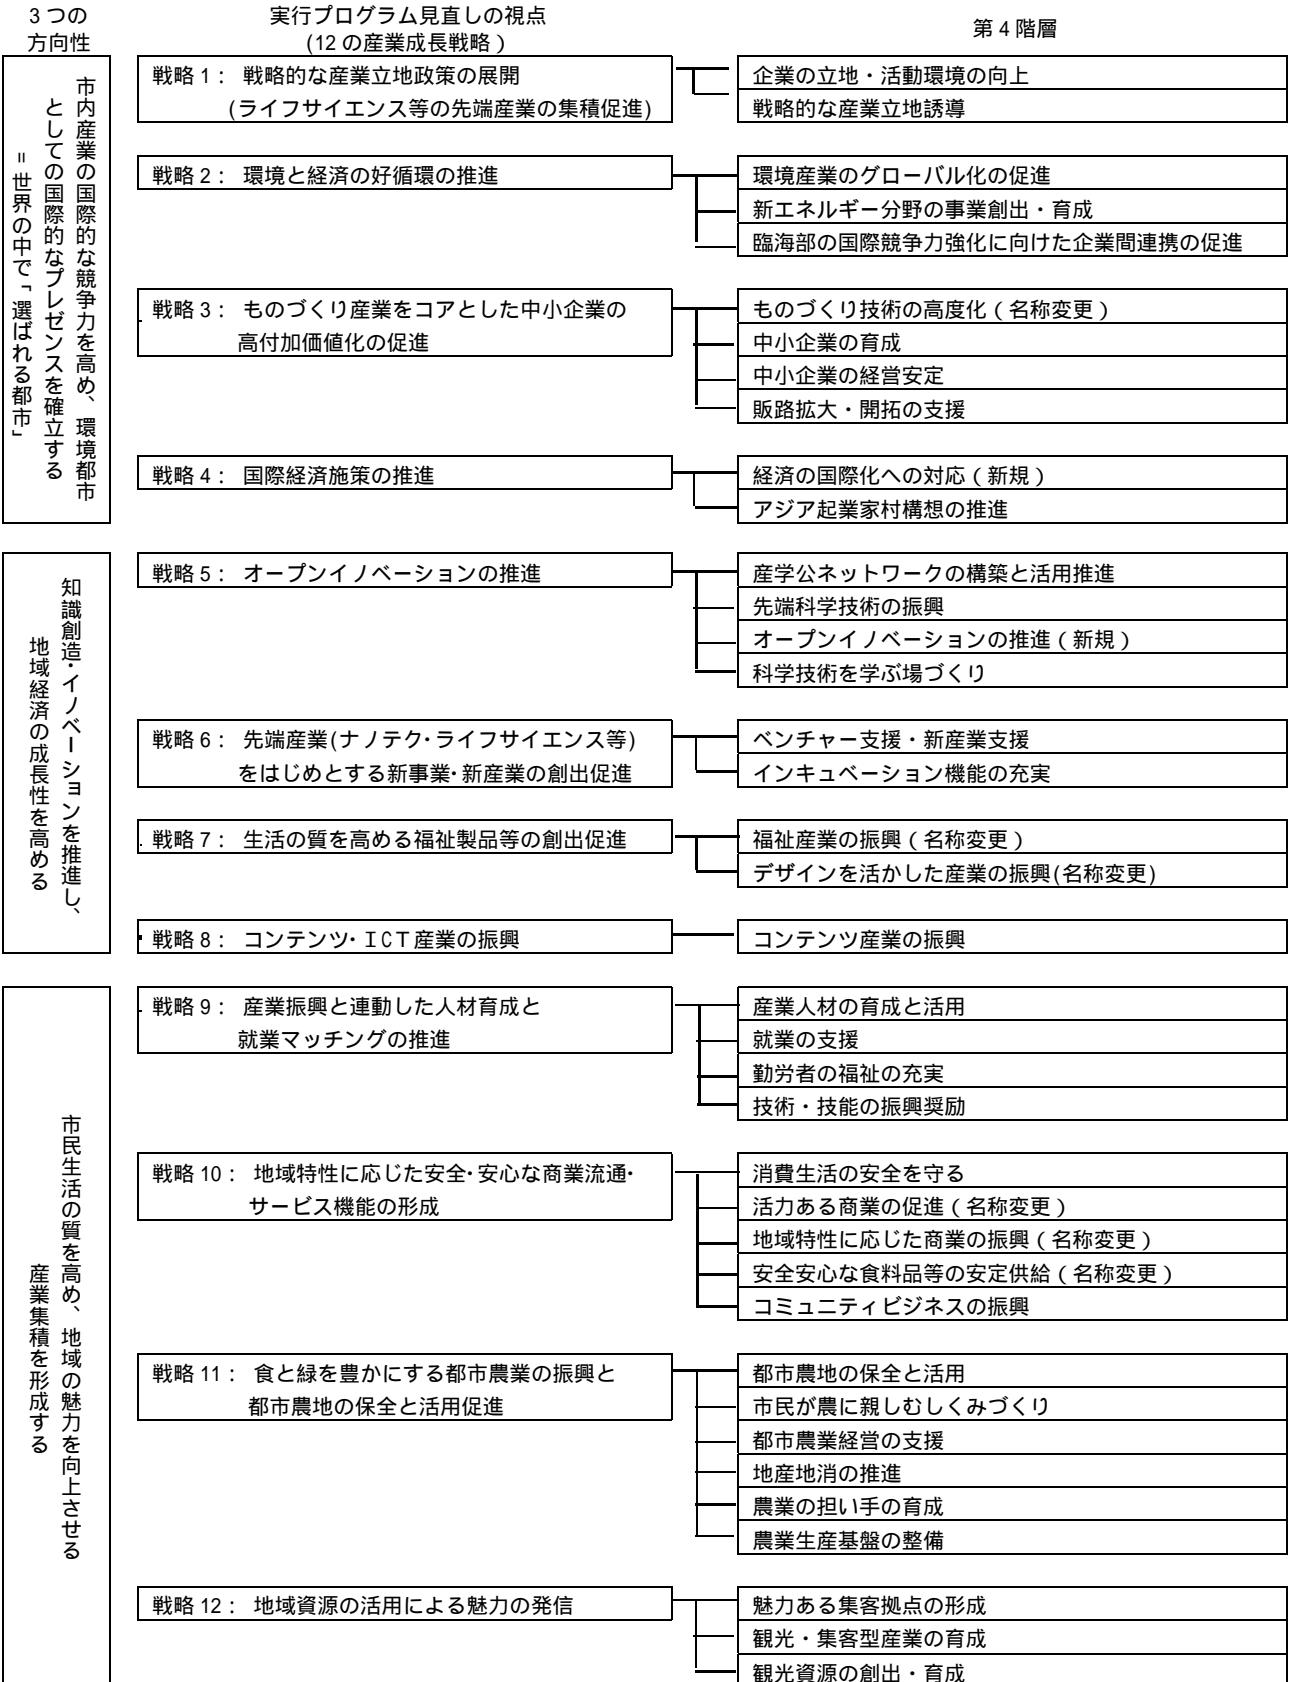 3つの
方向性
実行プログラム見直しの視点
(12の産業成長戦略)
第4階層
市内産業の国際的な競争力を高め、環境都市
としての国際的なプレゼンスを確立する
=世界の中で「選ばれる都市」
戦略1: 戦略的な産業立地政策の展開
(ライフサイエンス等の先端産業の集積促進)
企業の立地・活動環境の向上
戦略的な産業立地誘導
戦略2: 環境と経済の好循環の推進
環境産業のグローバル化の促進
新エネルギー分野の事業創出・育成
臨海部の国際競争力強化に向けた企業間連携の促進
戦略3: ものづくり産業をコアとした中小企業の
高付加価値化の促進
ものづくり技術の高度化(名称変更)
中小企業の育成
中小企業の経営安定
販路拡大・開拓の支援
戦略4: 国際経済施策の推進
経済の国際化への対応(新規)
アジア起業家村構想の推進
知識創造・イノベーションを推進し、
地域経済の成長性を高める
戦略5: オープンイノベーションの推進
産学公ネットワークの構築と活用推進
先端科学技術の振興
オープンイノベーションの推進(新規)
科学技術を学ぶ場づくり
戦略6: 先端産業(ナノテク・ライフサイエンス等)
をはじめとする新事業・新産業の創出促進
ベンチャー支援・新産業支援
インキュベーション機能の充実
戦略7: 生活の質を高める福祉製品等の創出促進
福祉産業の振興(名称変更)
デザインを活かした産業の振興(名称変更)
戦略8: コンテンツ・ICT産業の振興
コンテンツ産業の振興
市民生活の質を高め、地域の魅力を向上させる
産業集積を形成する
戦略9: 産業振興と連動した人材育成と
就業マッチングの推進
産業人材の育成と活用
就業の支援
勤労者の福祉の充実
技術・技能の振興奨励
戦略10: 地域特性に応じた安全・安心な商業流通・
サービス機能の形成
消費生活の安全を守る
活力ある商業の促進(名称変更)
地域特性に応じた商業の振興(名称変更)
安全安心な食料品等の安定供給(名称変更)
コミュニティビジネスの振興
戦略11: 食と緑を豊かにする都市農業の振興と
都市農地の保全と活用促進
都市農地の保全と活用
市民が農に親しむしくみづくり
都市農業経営の支援
地産地消の推進
農業の担い手の育成
農業生産基盤の整備
戦略12: 地域資源の活用による魅力の発信
魅力ある集客拠点の形成
観光・集客型産業の育成
観光資源の創出・育成